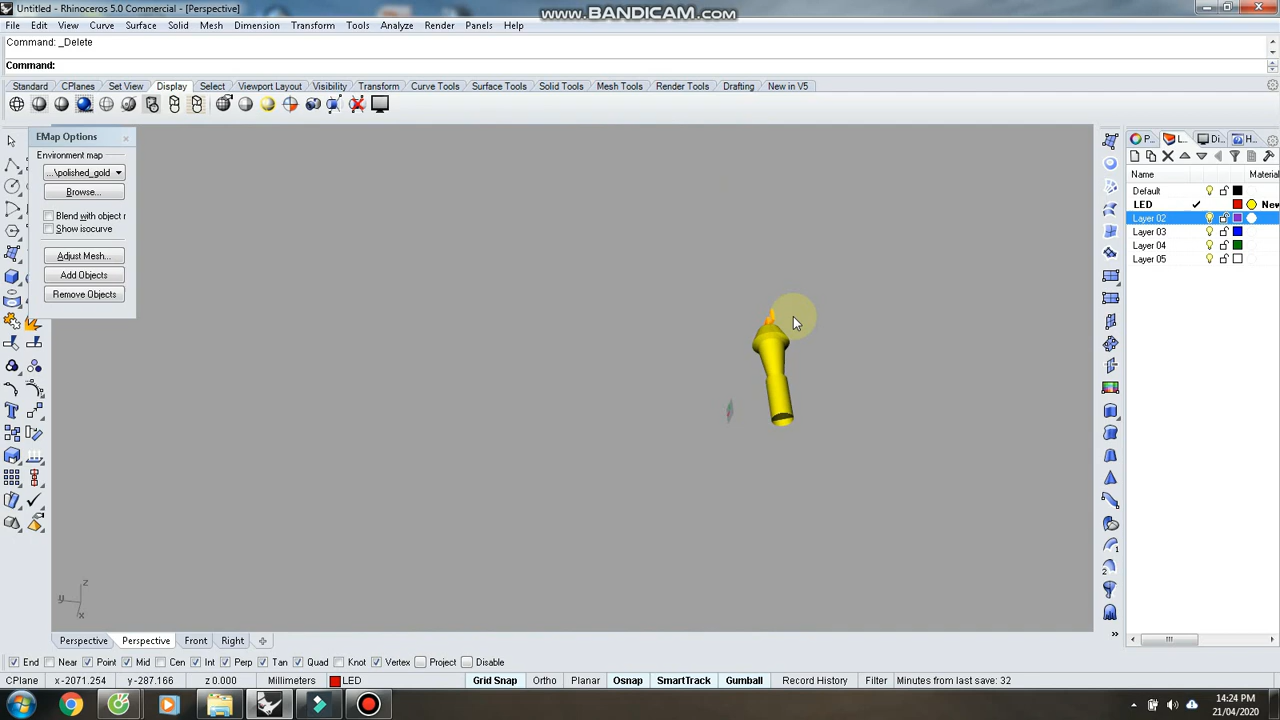 Untitled - Rhinoceros 5.0 Commercial - [Perspective]
www.BANDICAM.com
File Edit View Curve Surface Solid Mesh Dimension Transform Tools Analyze Render Panels Help
Command: _Delete
Command:
Standard CPlanes Set View Display Select Viewport Layout Visibility Transform Curve Tools Surface Tools Solid Tools Mesh Tools Render Tools Drafting New in V5
EMap Options
Environment map
...\polished_gold
Browse...
Blend with object r
Show isocurve
Adjust Mesh...
Add Objects
Remove Objects
P... L... Di... H...
Name Material
Default
LED New
Layer 02
Layer 03
Layer 04
Layer 05
z
y
x
1
2
Perspective Perspective Front Right
End Near Point Mid Cen Int Perp Tan Quad Knot Vertex Project Disable
CPlane x -2071.254 y -287.166 z 0.000 Millimeters LED Grid Snap Ortho Planar Osnap SmartTrack Gumball Record History Filter Minutes from last save: 32
14:24 PM
21/04/2020